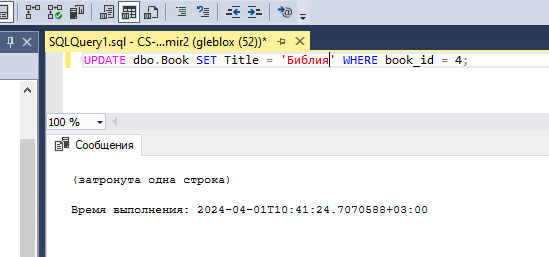 SQLQuery1.sql - CS-...mir2 (gleblox (52))*
UPDATE dbo.Book SET Title = 'Библия' WHERE book_id = 4;
100 %
Сообщения
(затронута одна строка)
Время выполнения: 2024-04-01T10:41:24.7070588+03:00